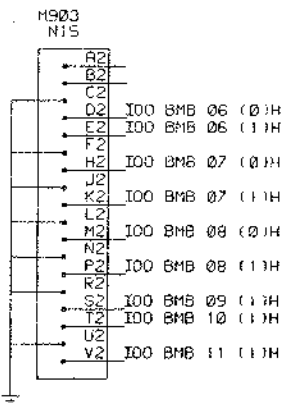 M903
N15
A2
B2
C2
D2 IOO BMB 06 (0)H
E2 IOO BMB 06 (1)H
F2
H2 IOO BMB 07 (0)H
J2
K2 IOO BMB 07 (1)H
L2
M2 IOO BMB 08 (0)H
N2
P2 IOO BMB 08 (1)H
R2
S2 IOO BMB 09 (1)H
T2 IOO BMB 10 (1)H
U2
V2 IOO BMB 11 (1)H